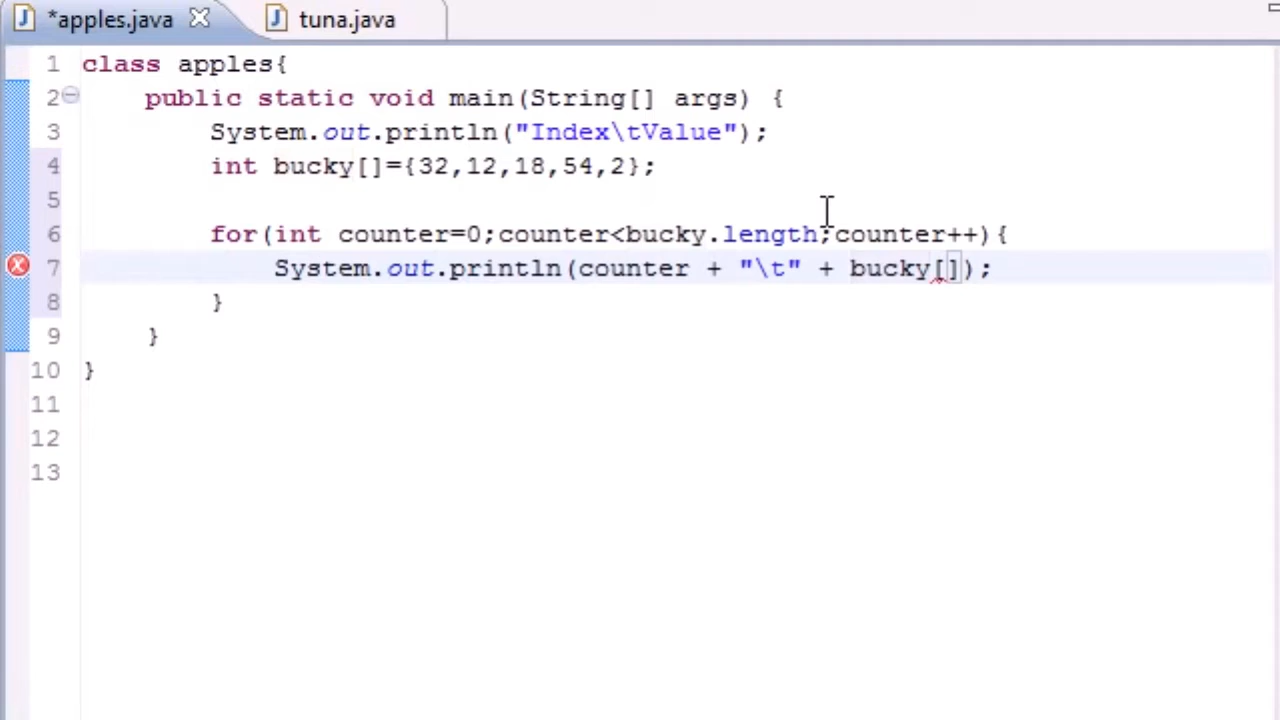 *apples.java tuna.java
1 class apples{
2 public static void main(String[] args) {
3 System.out.println("Index\tValue");
4 int bucky[]={32,12,18,54,2};
5
6 for(int counter=0;counter<bucky.length;counter++){
7 System.out.println(counter + "\t" + bucky[]);
8 }
9 }
10 }
11
12
13